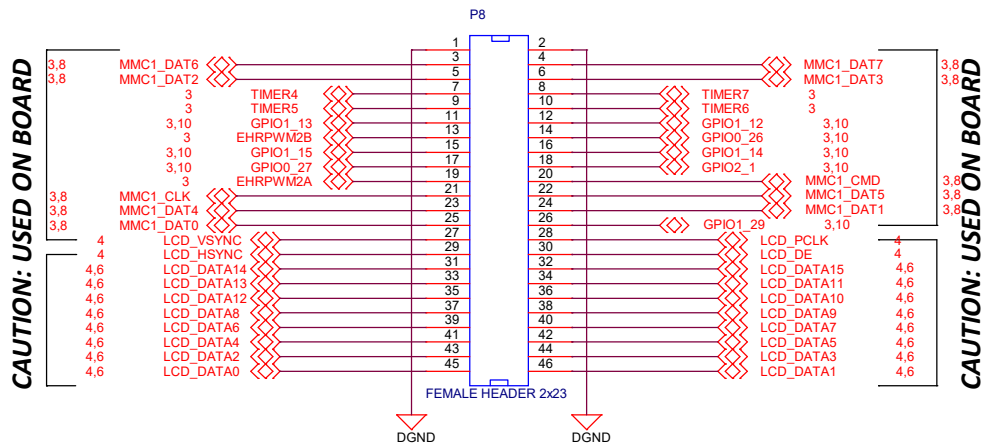 P8
CAUTION: USED ON BOARD
CAUTION: USED ON BOARD
1 2
3,8 MMC1_DAT6 3 4 MMC1_DAT7 3,8
3,8 MMC1_DAT2 5 6 MMC1_DAT3 3,8
3 TIMER4 7 8 TIMER7 3
3 TIMER5 9 10 TIMER6 3
3,10 GPIO1_13 11 12 GPIO1_12 3,10
3 EHRPWM2B 13 14 GPIO0_26 3,10
3,10 GPIO1_15 15 16 GPIO1_14 3,10
3,10 GPIO0_27 17 18 GPIO2_1 3,10
3 EHRPWM2A 19 20 MMC1_CMD 3,8
3,8 MMC1_CLK 21 22 MMC1_DAT5 3,8
3,8 MMC1_DAT4 23 24 MMC1_DAT1 3,8
3,8 MMC1_DAT0 25 26 GPIO1_29 3,10
4 LCD_VSYNC 27 28 LCD_PCLK 4
4 LCD_HSYNC 29 30 LCD_DE 4
4,6 LCD_DATA14 31 32 LCD_DATA15 4,6
4,6 LCD_DATA13 33 34 LCD_DATA11 4,6
4,6 LCD_DATA12 35 36 LCD_DATA10 4,6
4,6 LCD_DATA8 37 38 LCD_DATA9 4,6
4,6 LCD_DATA6 39 40 LCD_DATA7 4,6
4,6 LCD_DATA4 41 42 LCD_DATA5 4,6
4,6 LCD_DATA2 43 44 LCD_DATA3 4,6
4,6 LCD_DATA0 45 46 LCD_DATA1 4,6
FEMALE HEADER 2x23
DGND DGND